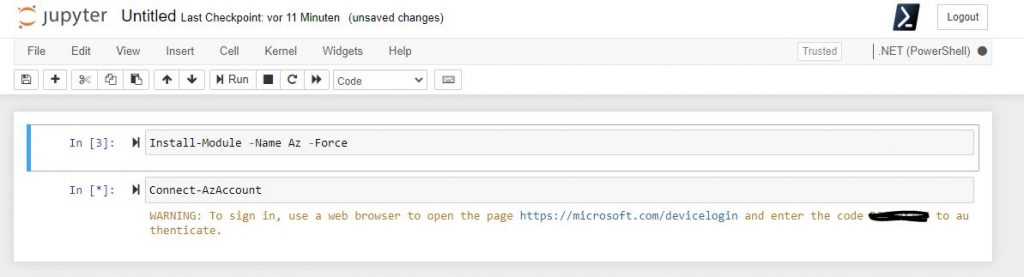 jupyter Untitled Last Checkpoint: vor 11 Minuten (unsaved changes) Logout
File Edit View Insert Cell Kernel Widgets Help Trusted .NET (PowerShell)
Run Code
In [3]: Install-Module -Name Az -Force
In [*]: Connect-AzAccount
WARNING: To sign in, use a web browser to open the page https://microsoft.com/devicelogin and enter the code to au
thenticate.